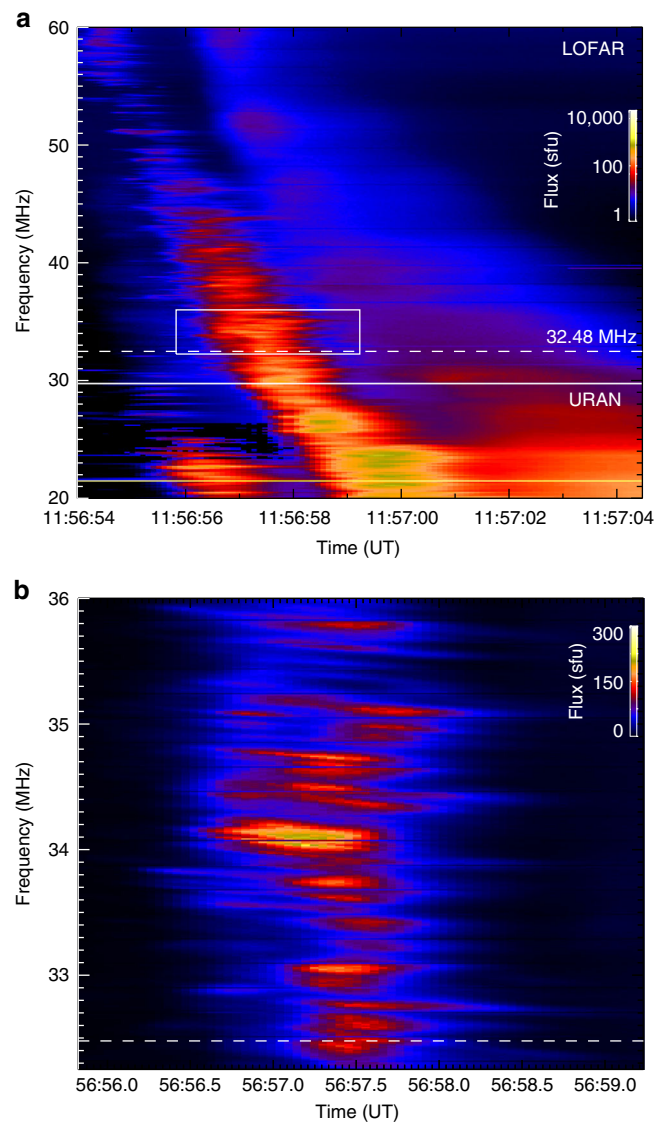 a
60
50
40
30
20
Frequency (MHz)
LOFAR
10,000
100
1
Flux (sfu)
32.48 MHz
URAN
11:56:54 11:56:56 11:56:58 11:57:00 11:57:02 11:57:04
Time (UT)
b
36
35
34
33
Frequency (MHz)
300
150
0
Flux (sfu)
56:56.0 56:56.5 56:57.0 56:57.5 56:58.0 56:58.5 56:59.0
Time (UT)